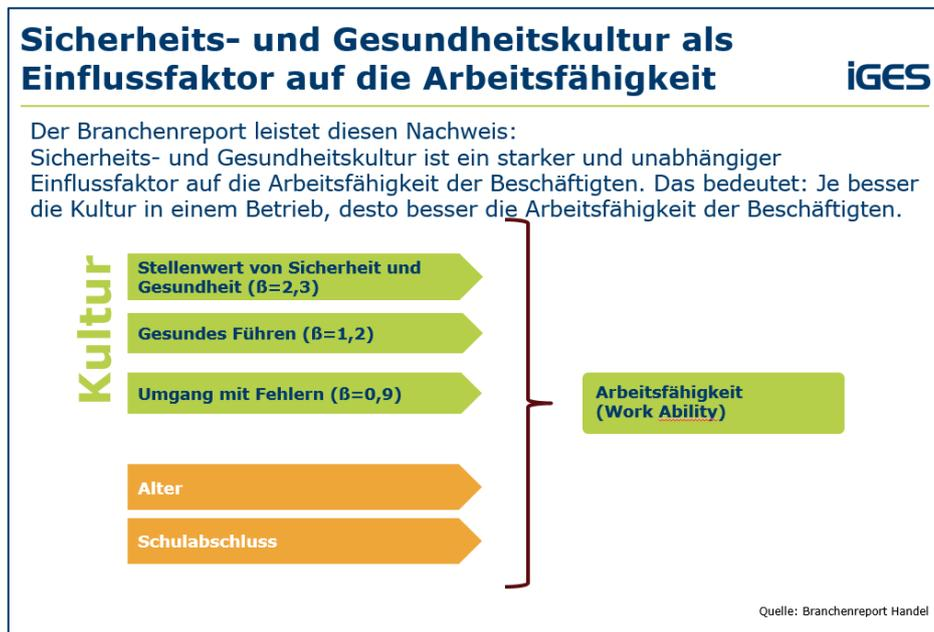 Sicherheits- und Gesundheitskultur als
Einflussfaktor auf die Arbeitsfähigkeit
iGES
Der Branchenreport leistet diesen Nachweis:
Sicherheits- und Gesundheitskultur ist ein starker und unabhängiger
Einflussfaktor auf die Arbeitsfähigkeit der Beschäftigten. Das bedeutet: Je besser
die Kultur in einem Betrieb, desto besser die Arbeitsfähigkeit der Beschäftigten.
Kultur
Stellenwert von Sicherheit und
Gesundheit (ß=2,3)
Gesundes Führen (ß=1,2)
Umgang mit Fehlern (ß=0,9)
Alter
Schulabschluss
Arbeitsfähigkeit
(Work Ability)
Quelle: Branchenreport Handel